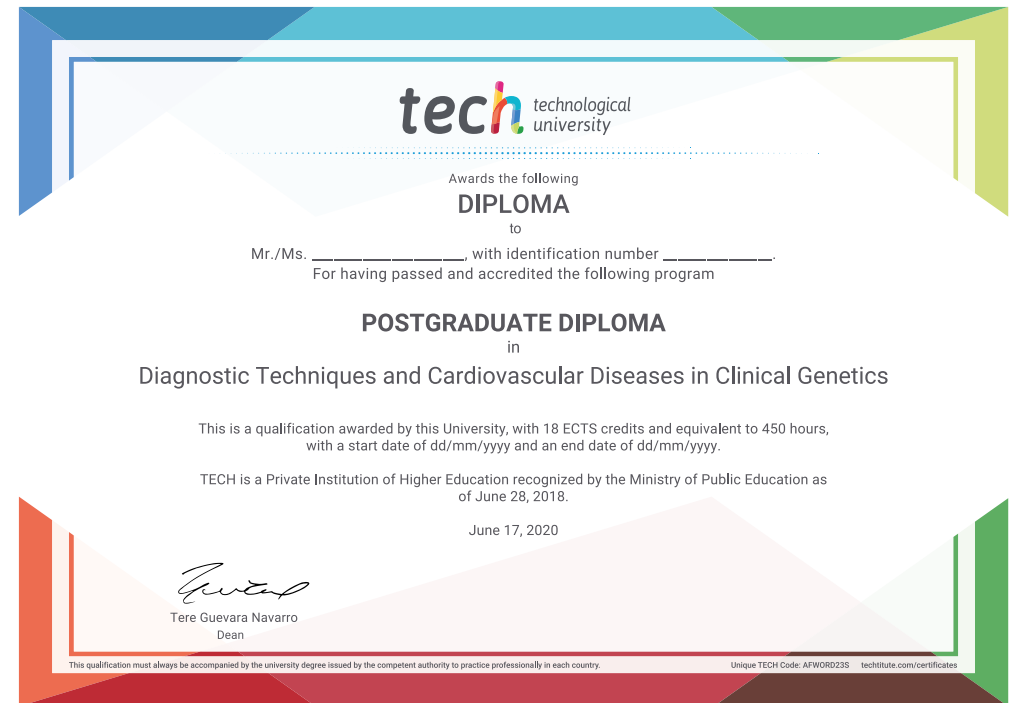 tech technological
university
Awards the following
DIPLOMA
to
Mr./Ms. __________________, with identification number _____________.
For having passed and accredited the following program
POSTGRADUATE DIPLOMA
in
Diagnostic Techniques and Cardiovascular Diseases in Clinical Genetics
This is a qualification awarded by this University, with 18 ECTS credits and equivalent to 450 hours,
with a start date of dd/mm/yyyy and an end date of dd/mm/yyyy.
TECH is a Private Institution of Higher Education recognized by the Ministry of Public Education as
of June 28, 2018.
June 17, 2020
Tere Guevara Navarro
Dean
This qualification must always be accompanied by the university degree issued by the competent authority to practice professionally in each country.
Unique TECH Code: AFWORD23S techtitute.com/certificates